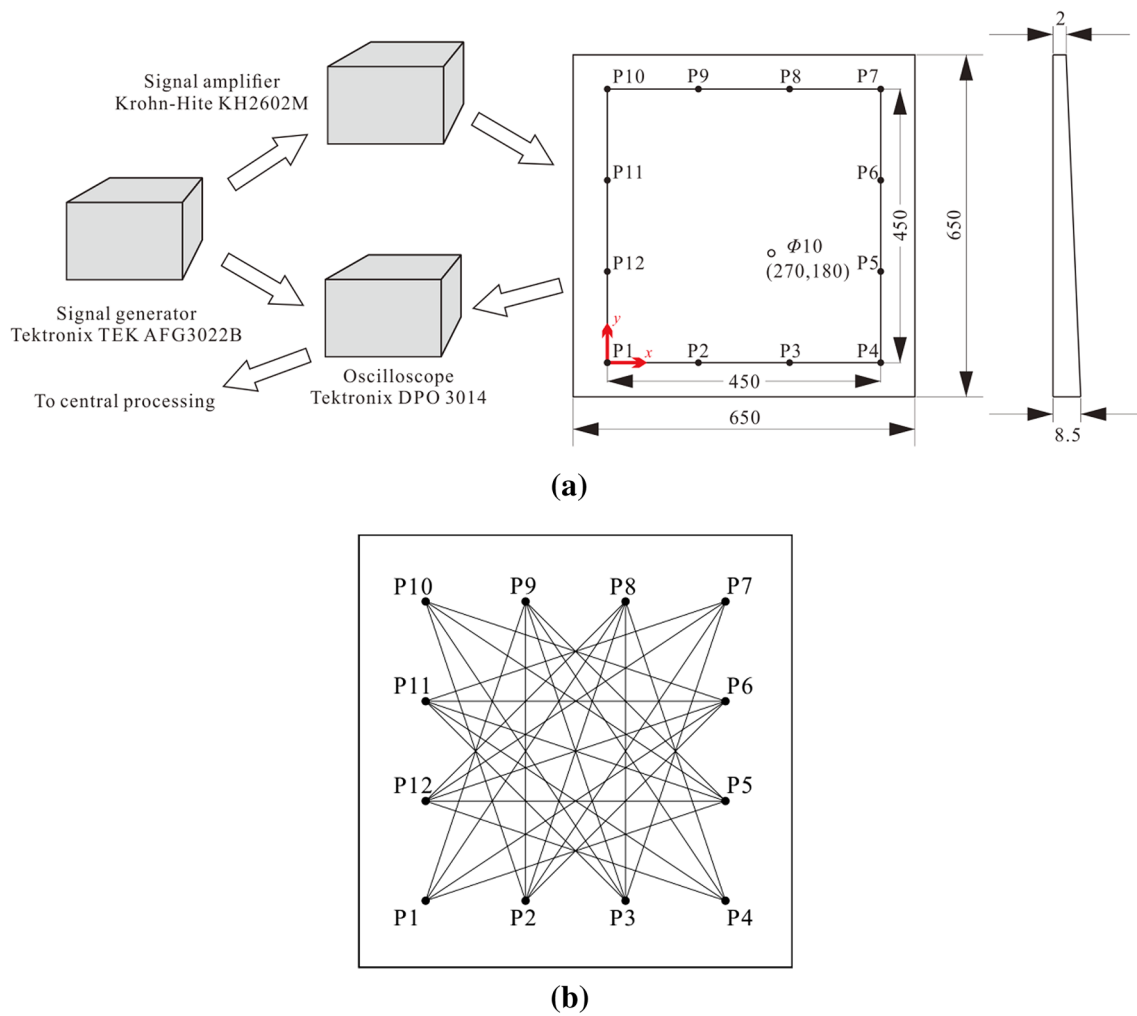 Signal amplifier
Krohn-Hite KH2602M
Signal generator
Tektronix TEK AFG3022B
Oscilloscope
Tektronix DPO 3014
To central processing
P10 P9 P8 P7
P11 P6
Φ10
(270,180)
P12 P5
y
P1 x P2 P3 P4
450
450
650
650
2
8.5
(a)
P10 P9 P8 P7
P11 P6
P12 P5
P1 P2 P3 P4
(b)